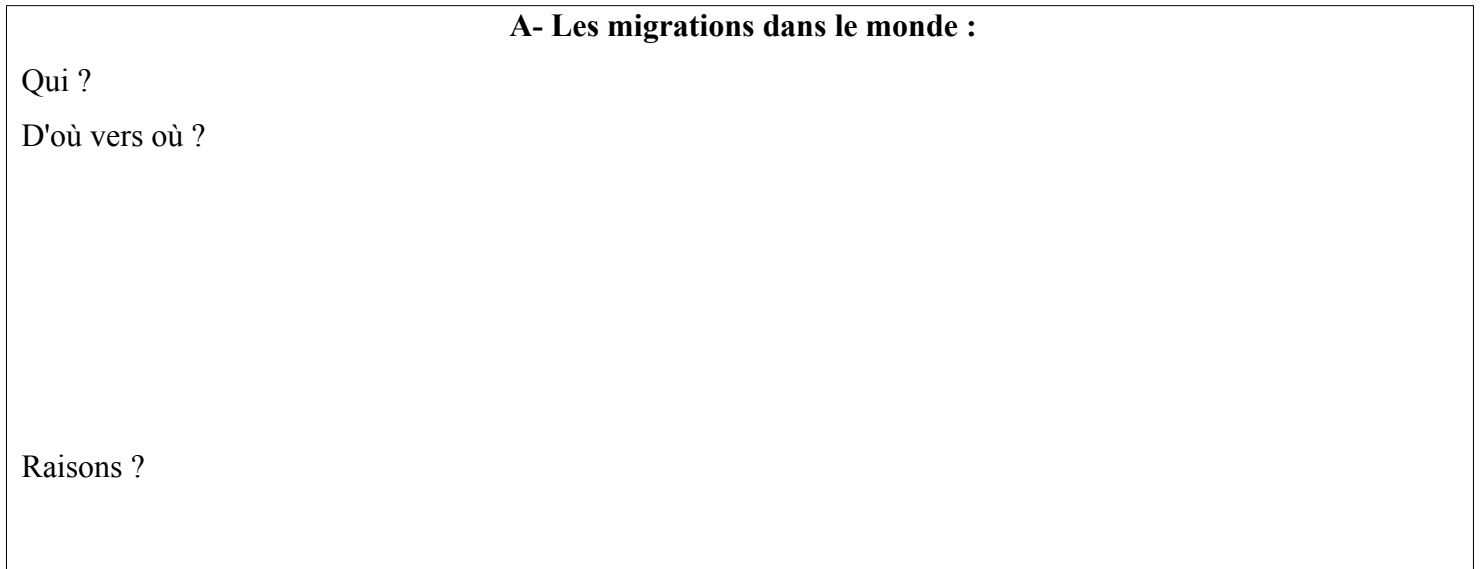 A- Les migrations dans le monde :
Qui ?
D'où vers où ?
Raisons ?